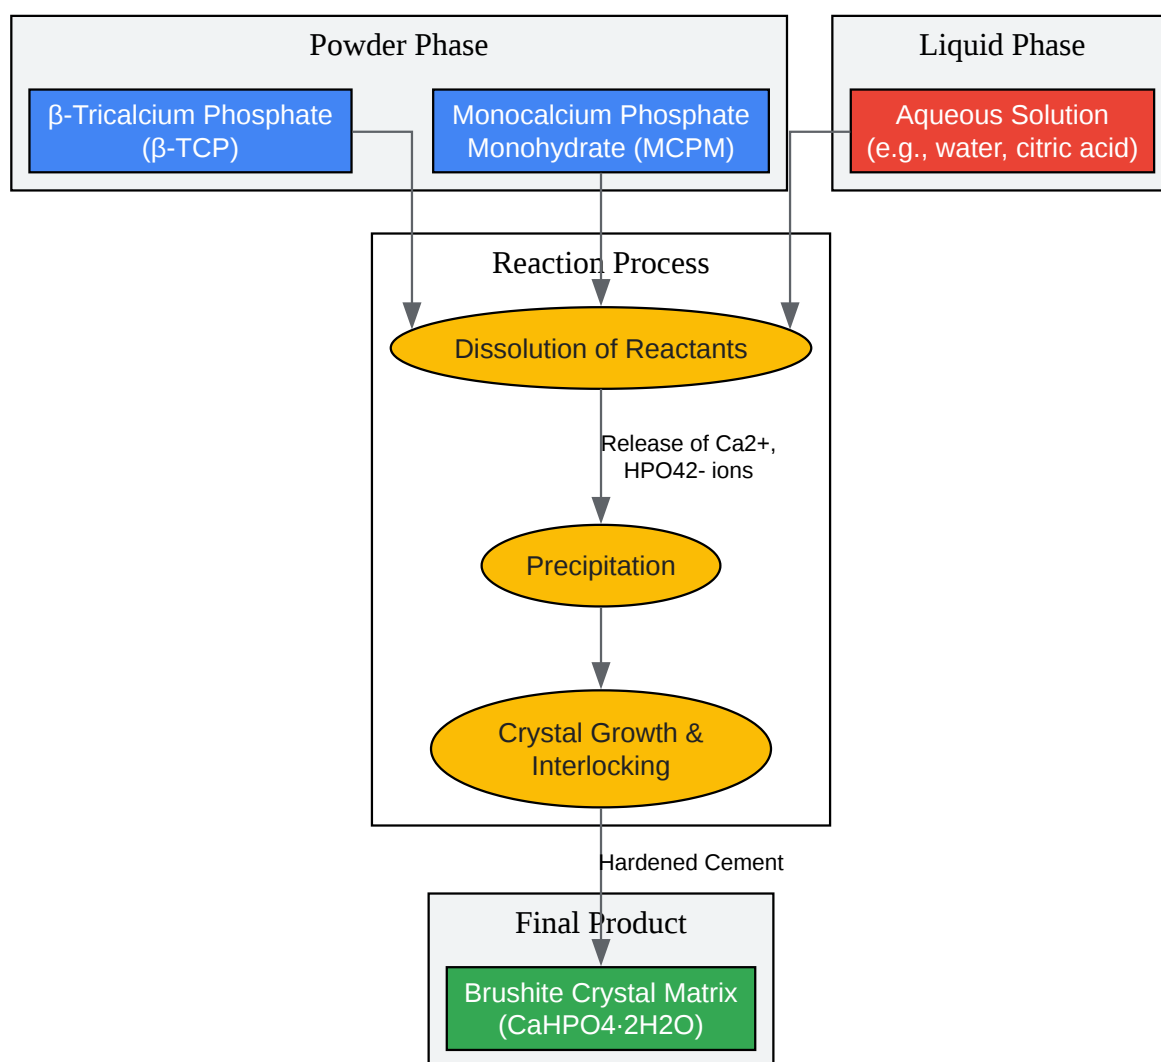 Powder Phase
β-Tricalcium Phosphate
(β-TCP)
Monocalcium Phosphate
Monohydrate (MCPM)
Liquid Phase
Aqueous Solution
(e.g., water, citric acid)
Reaction Process
Dissolution of Reactants
Release of Ca2+,
HPO42- ions
Precipitation
Crystal Growth &
Interlocking
Hardened Cement
Final Product
Brushite Crystal Matrix
(CaHPO4·2H2O)